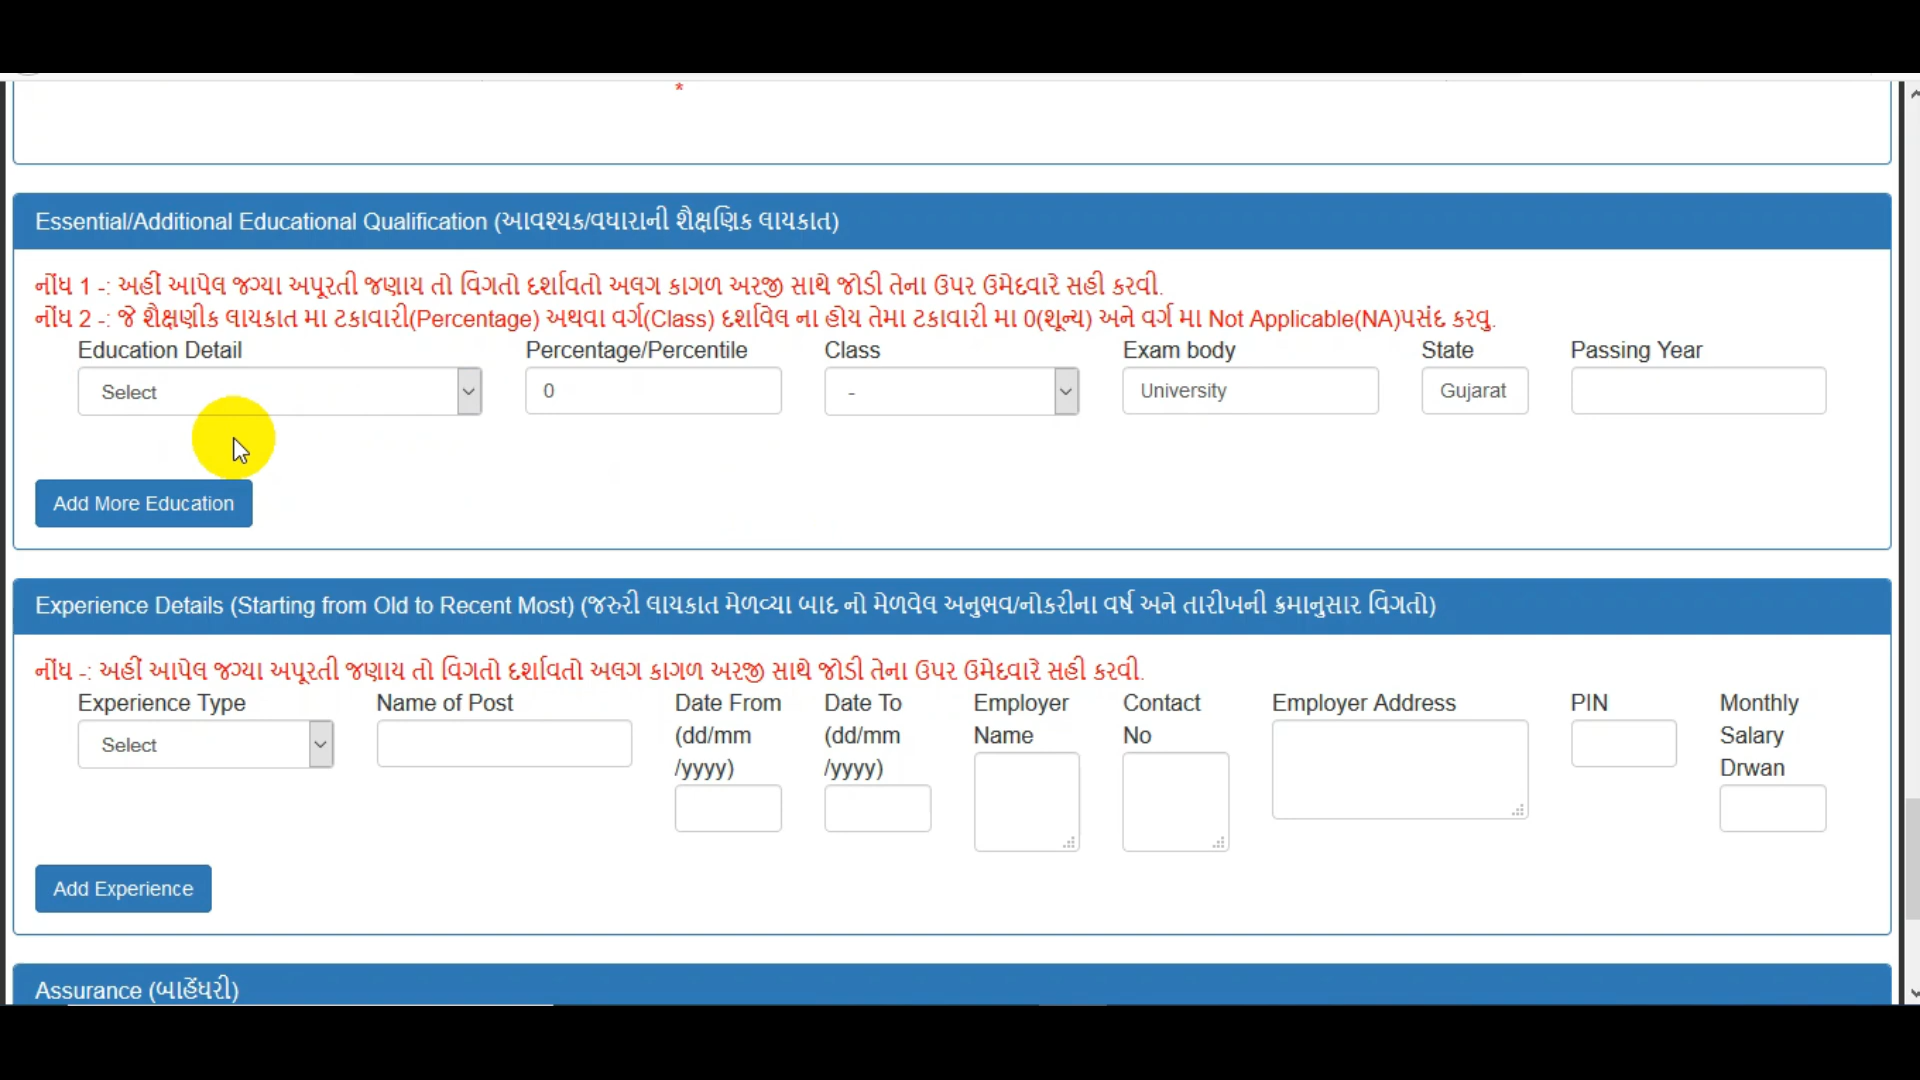 *
Essential/Additional Educational Qualification (આવશ્યક/વધારાની શૈક્ષણિક લાયકાત)
નોંધ 1 -: અહીં આપેલ જગ્યા અપૂરતી જણાય તો વિગતો દર્શાવતો અલગ કાગળ અરજી સાથે જોડી તેના ઉપર ઉમેદવારે સહી કરવી.
નોંધ 2 -: જે શૈક્ષણીક લાયકાત મા ટકાવારી(Percentage) અથવા વર્ગ(Class) દર્શાવેલ ના હોય તેમા ટકાવારી મા 0(શૂન્ય) અને વર્ગ મા Not Applicable(NA)પસંદ કરવુ.
Education Detail Percentage/Percentile Class Exam body State Passing Year
Select 0 - University Gujarat
Add More Education
Experience Details (Starting from Old to Recent Most) (જરુરી લાયકાત મેળવ્યા બાદ નો મેળવેલ અનુભવ/નોકરીના વર્ષ અને તારીખની ક્રમાનુસાર વિગતો)
નોંધ -: અહીં આપેલ જગ્યા અપૂરતી જણાય તો વિગતો દર્શાવતો અલગ કાગળ અરજી સાથે જોડી તેના ઉપર ઉમેદવારે સહી કરવી.
Experience Type Name of Post Date From Date To Employer Contact Employer Address PIN Monthly
(dd/mm (dd/mm Name No Salary
/yyyy) /yyyy) Drwan
Select
Add Experience
Assurance (બાહેંધરી)